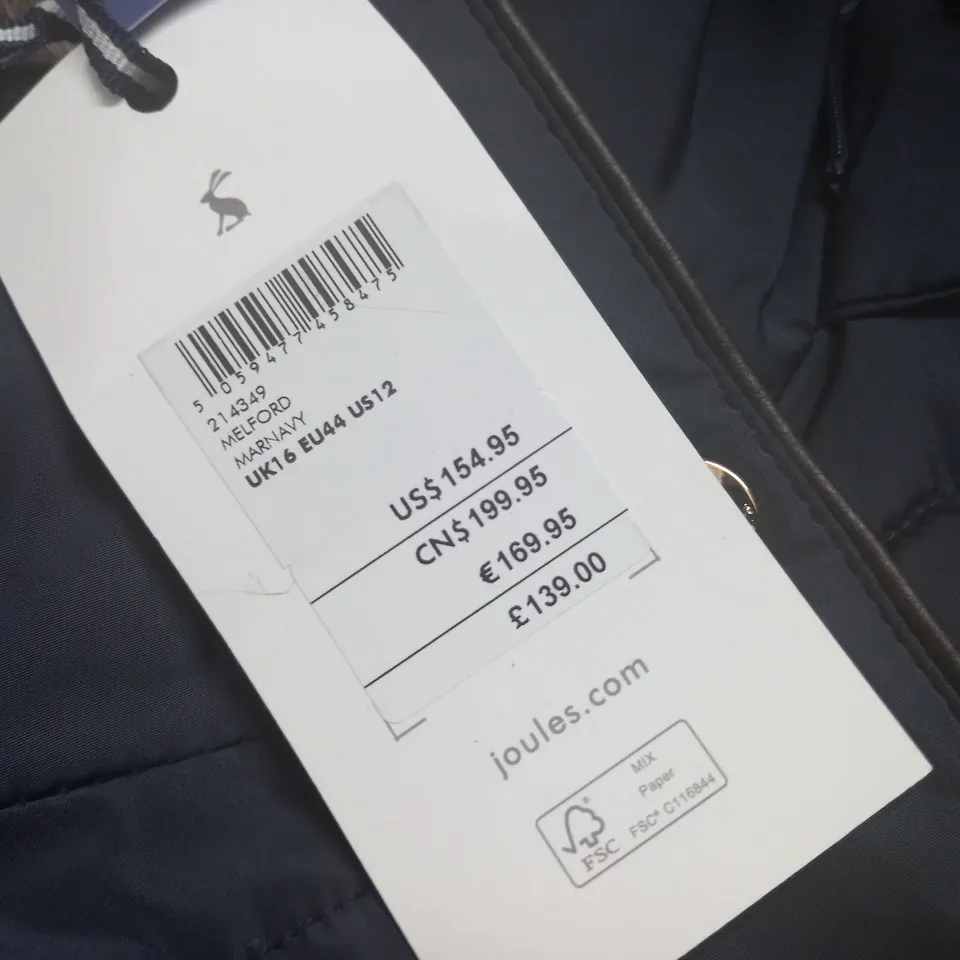 5 059477 458475
214349
MELFORD
MARNAVY
UK16 EU44 US12
US$154.95
CN$199.95
€169.95
£139.00
joules.com
MIX
Paper
FSC® C116844
FSC